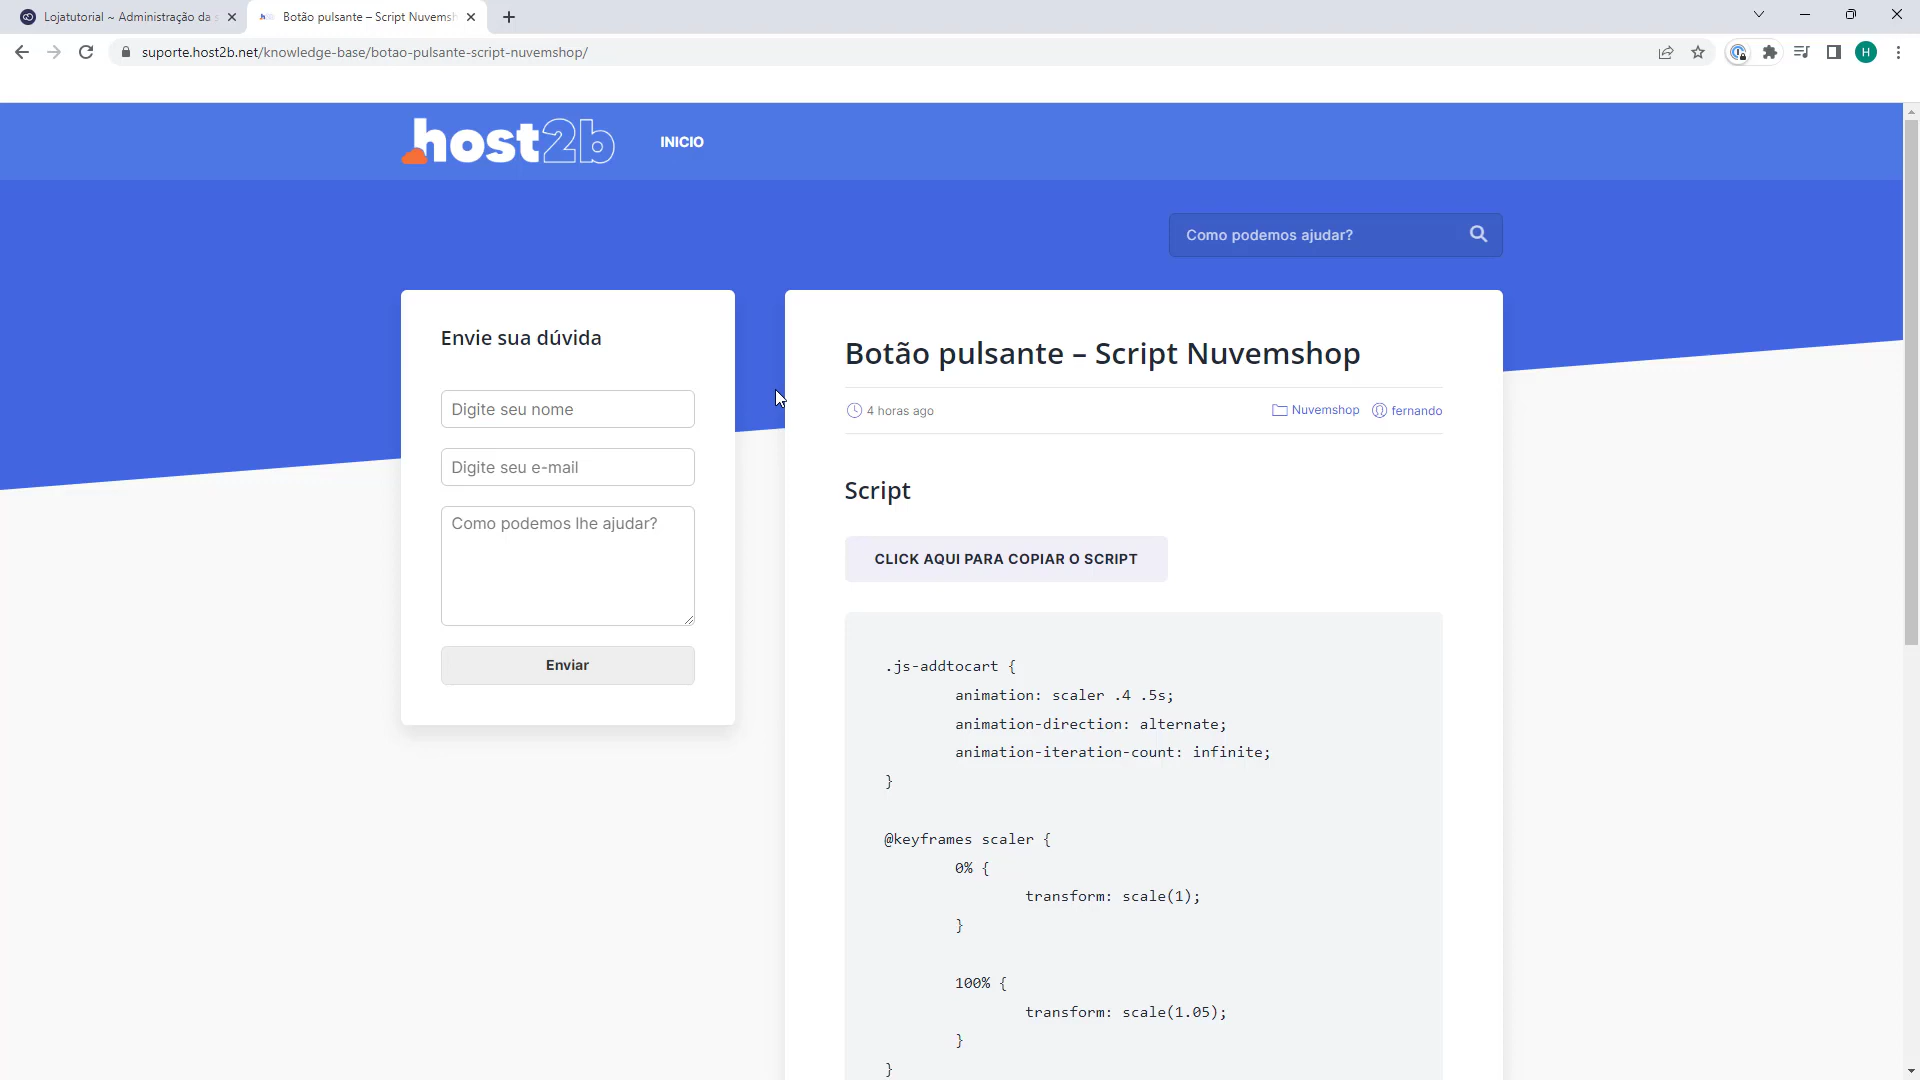 Lojatutorial ~ Administração da s
Botão pulsante – Script Nuvemsh
suporte.host2b.net/knowledge-base/botao-pulsante-script-nuvemshop/
H
host2b
INICIO
Como podemos ajudar?
Envie sua dúvida
Digite seu nome
Digite seu e-mail
Como podemos lhe ajudar?
Enviar
Botão pulsante – Script Nuvemshop
4 horas ago
Nuvemshop
fernando
Script
CLICK AQUI PARA COPIAR O SCRIPT
.js-addtocart {
animation: scaler .4 .5s;
animation-direction: alternate;
animation-iteration-count: infinite;
}
@keyframes scaler {
0% {
transform: scale(1);
}
100% {
transform: scale(1.05);
}
}